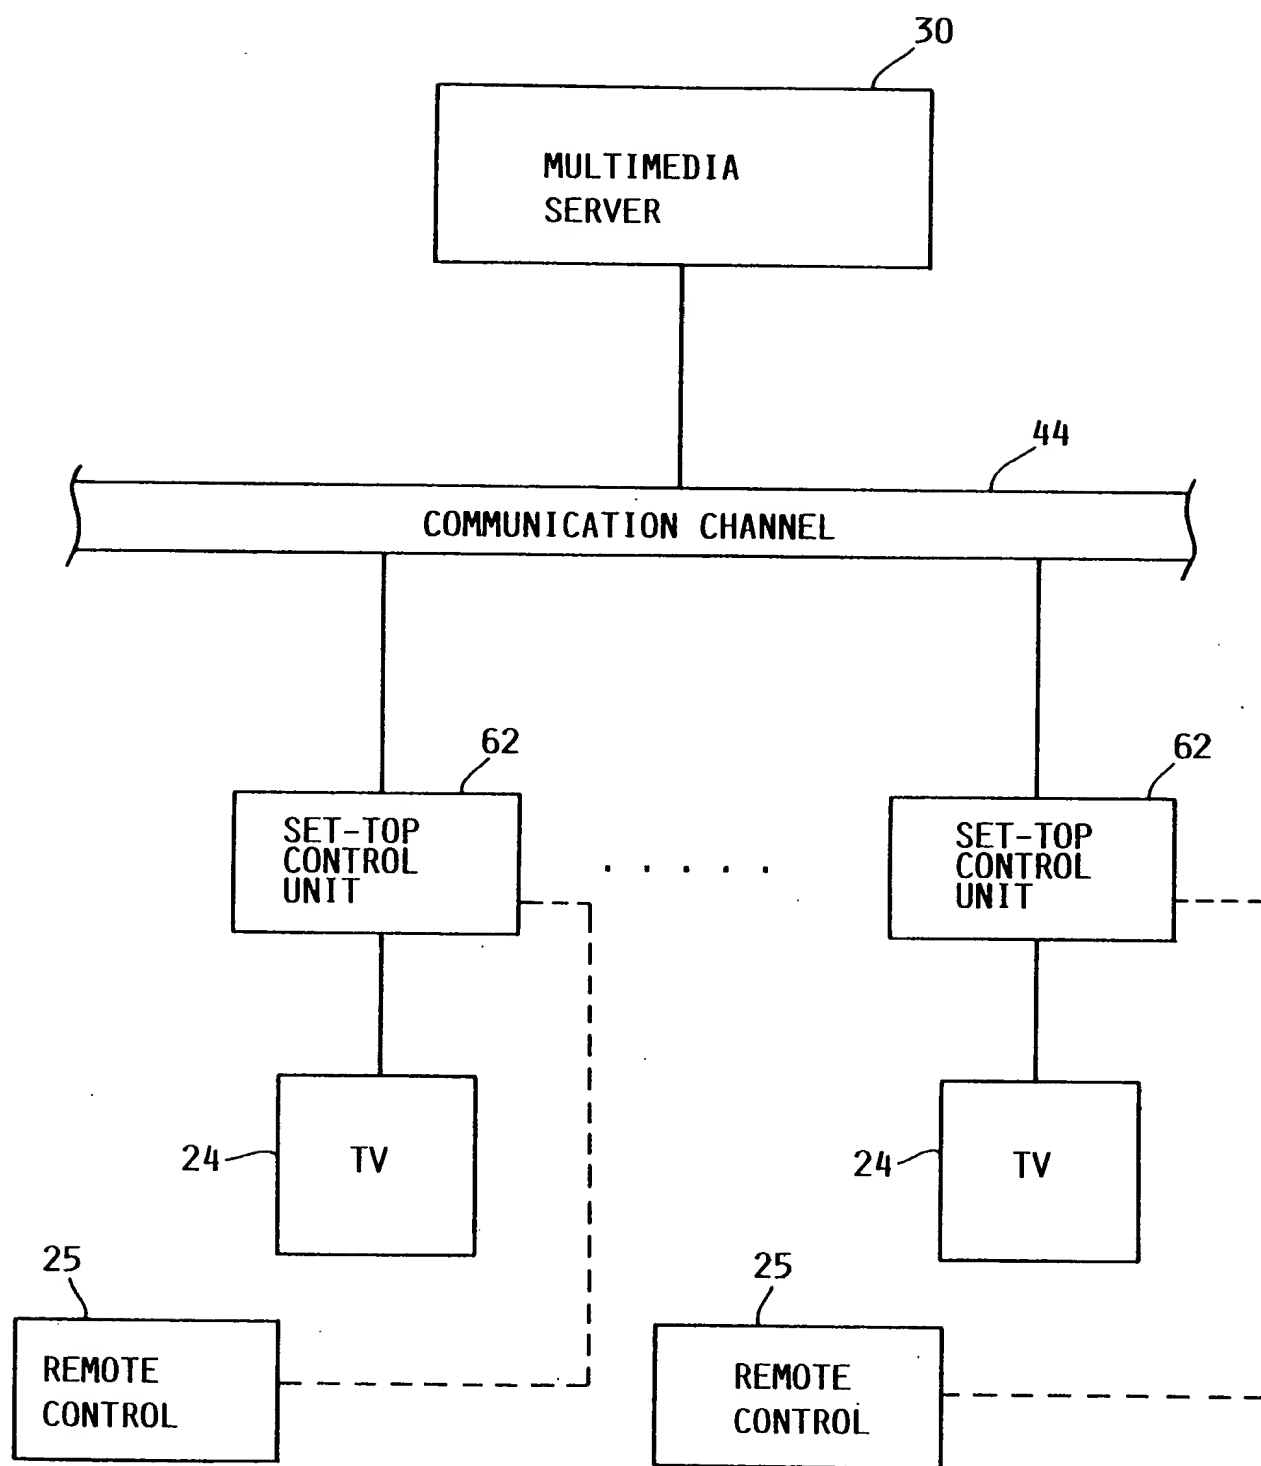 30
MULTIMEDIA
SERVER
44
COMMUNICATION CHANNEL
62
SET-TOP
CONTROL
UNIT
62
SET-TOP
CONTROL
UNIT
24
TV
24
TV
25
REMOTE
CONTROL
25
REMOTE
CONTROL